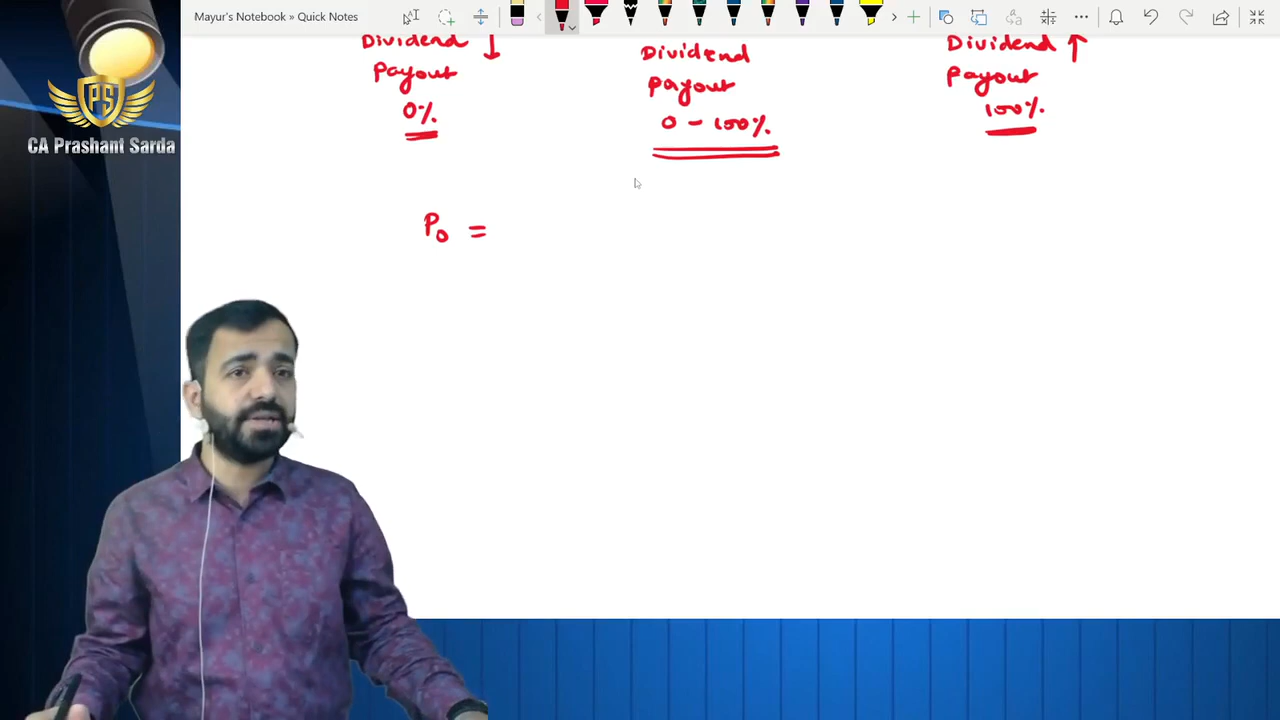 Mayur's Notebook » Quick Notes
PS
CA Prashant Sarda
Dividend ↓
Payout
0%
Dividend
Payout
0 - 100%
Dividend ↑
Payout
100%
P0 =